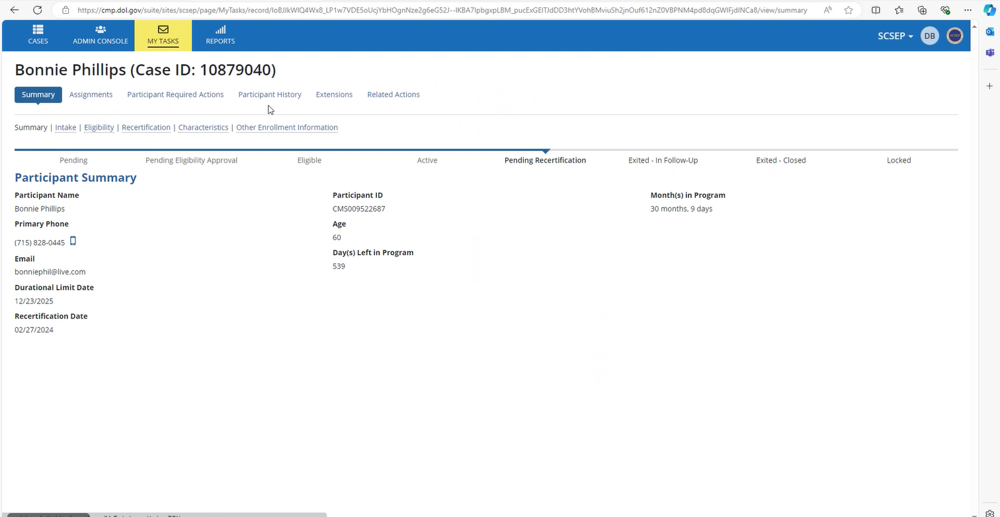 https://cmp.dol.gov/suite/sites/scsep/page/MyTasks/record/IoBJJkWIQ4Wx8_LP1w7VDE5oUcjYbHOgnNze2g6eG52J--IKBA7IpbgxpLBM_pucExGEITJdDD3htYVohBMviuSh2jnOuf612nZ0VBPNM4pd8dqGWIFjdINCa8/view/summary
CASES ADMIN CONSOLE MY TASKS REPORTS SCSEP DB
Bonnie Phillips (Case ID: 10879040)
Summary Assignments Participant Required Actions Participant History Extensions Related Actions
Summary | Intake | Eligibility | Recertification | Characteristics | Other Enrollment Information
Pending Pending Eligibility Approval Eligible Active Pending Recertification Exited - In Follow-Up Exited - Closed Locked
Participant Summary
Participant Name Participant ID Month(s) in Program
Bonnie Phillips CMS009522687 30 months, 9 days
Primary Phone Age
(715) 828-0445 60
Email Day(s) Left in Program
bonniephil@live.com 539
Durational Limit Date
12/23/2025
Recertification Date
02/27/2024